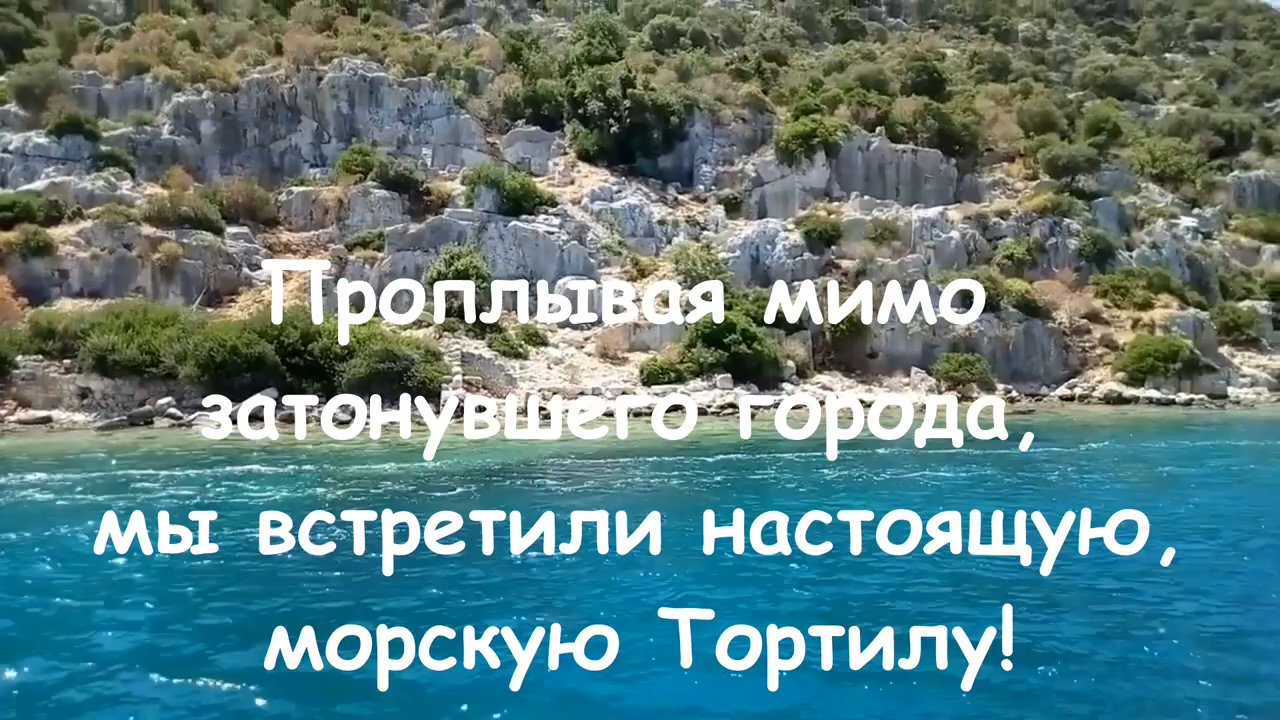 Проплывая мимо
затонувшего города,
мы встретили настоящую,
морскую Тортилу!